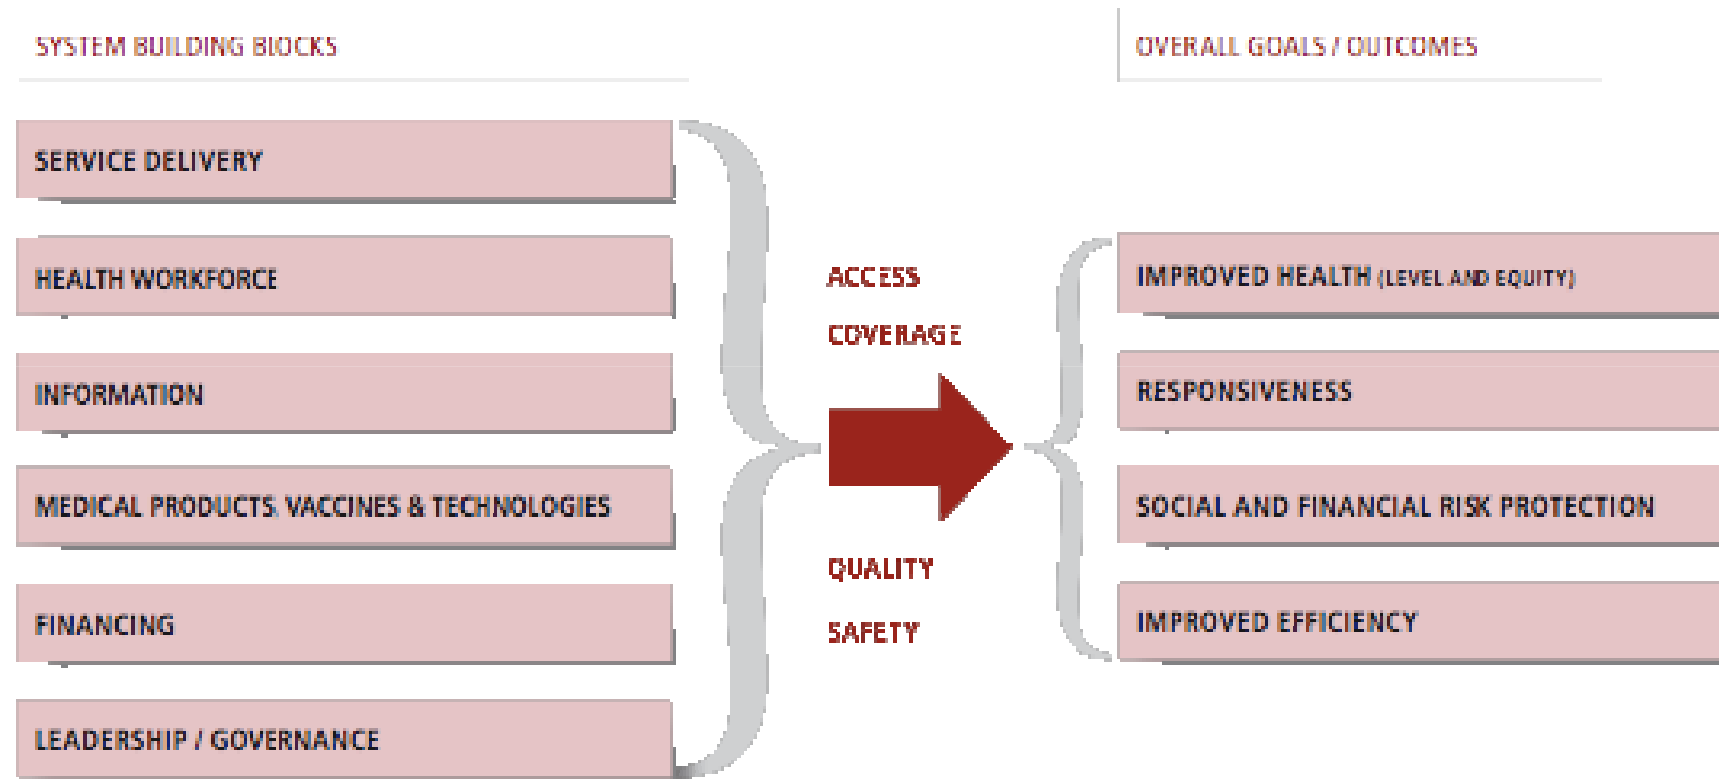 SYSTEM BUILDING BLOCKS
SERVICE DELIVERY
HEALTH WORKFORCE
INFORMATION
MEDICAL PRODUCTS, VACCINES & TECHNOLOGIES
FINANCING
LEADERSHIP / GOVERNANCE
ACCESS
COVERAGE
QUALITY
SAFETY
OVERALL GOALS / OUTCOMES
IMPROVED HEALTH (LEVEL AND EQUITY)
RESPONSIVENESS
SOCIAL AND FINANCIAL RISK PROTECTION
IMPROVED EFFICIENCY